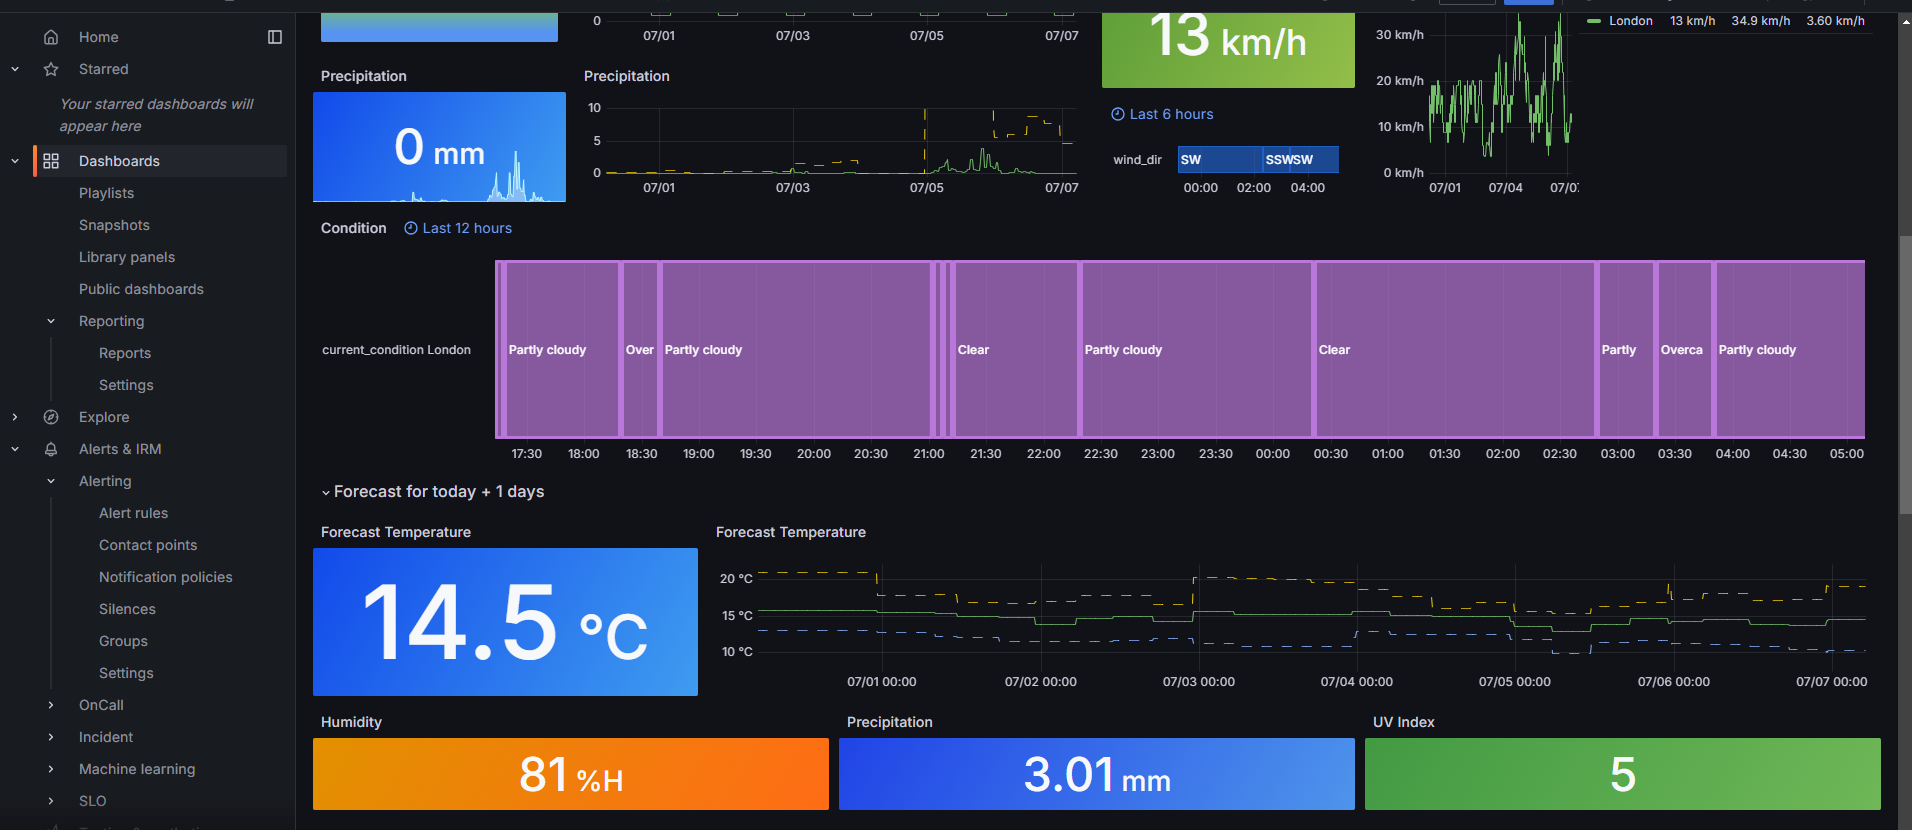 Home
Starred
Your starred dashboards will
appear here
Dashboards
Playlists
Snapshots
Library panels
Public dashboards
Reporting
Reports
Settings
Explore
Alerts & IRM
Alerting
Alert rules
Contact points
Notification policies
Silences
Groups
Settings
OnCall
Incident
Machine learning
SLO
0
07/01 07/03 07/05 07/07
13 km/h
30 km/h
20 km/h
10 km/h
0 km/h
07/01 07/04
London 13 km/h 34.9 km/h 3.60 km/h
Precipitation
0 mm
Precipitation
10
5
0
07/01 07/03 07/05 07/07
Last 6 hours
wind_dir SW SSWSW
00:00 02:00 04:00
Condition Last 12 hours
current_condition London Partly cloudy Over Partly cloudy Clear Partly cloudy Clear Partly Overca Partly cloudy
17:30 18:00 18:30 19:00 19:30 20:00 20:30 21:00 21:30 22:00 22:30 23:00 23:30 00:00 00:30 01:00 01:30 02:00 02:30 03:00 03:30 04:00 04:30 05:00
Forecast for today + 1 days
Forecast Temperature
14.5 °C
Forecast Temperature
20 °C
15 °C
10 °C
07/01 00:00 07/02 00:00 07/03 00:00 07/04 00:00 07/05 00:00 07/06 00:00 07/07 00:00
Humidity
81 %H
Precipitation
3.01 mm
UV Index
5